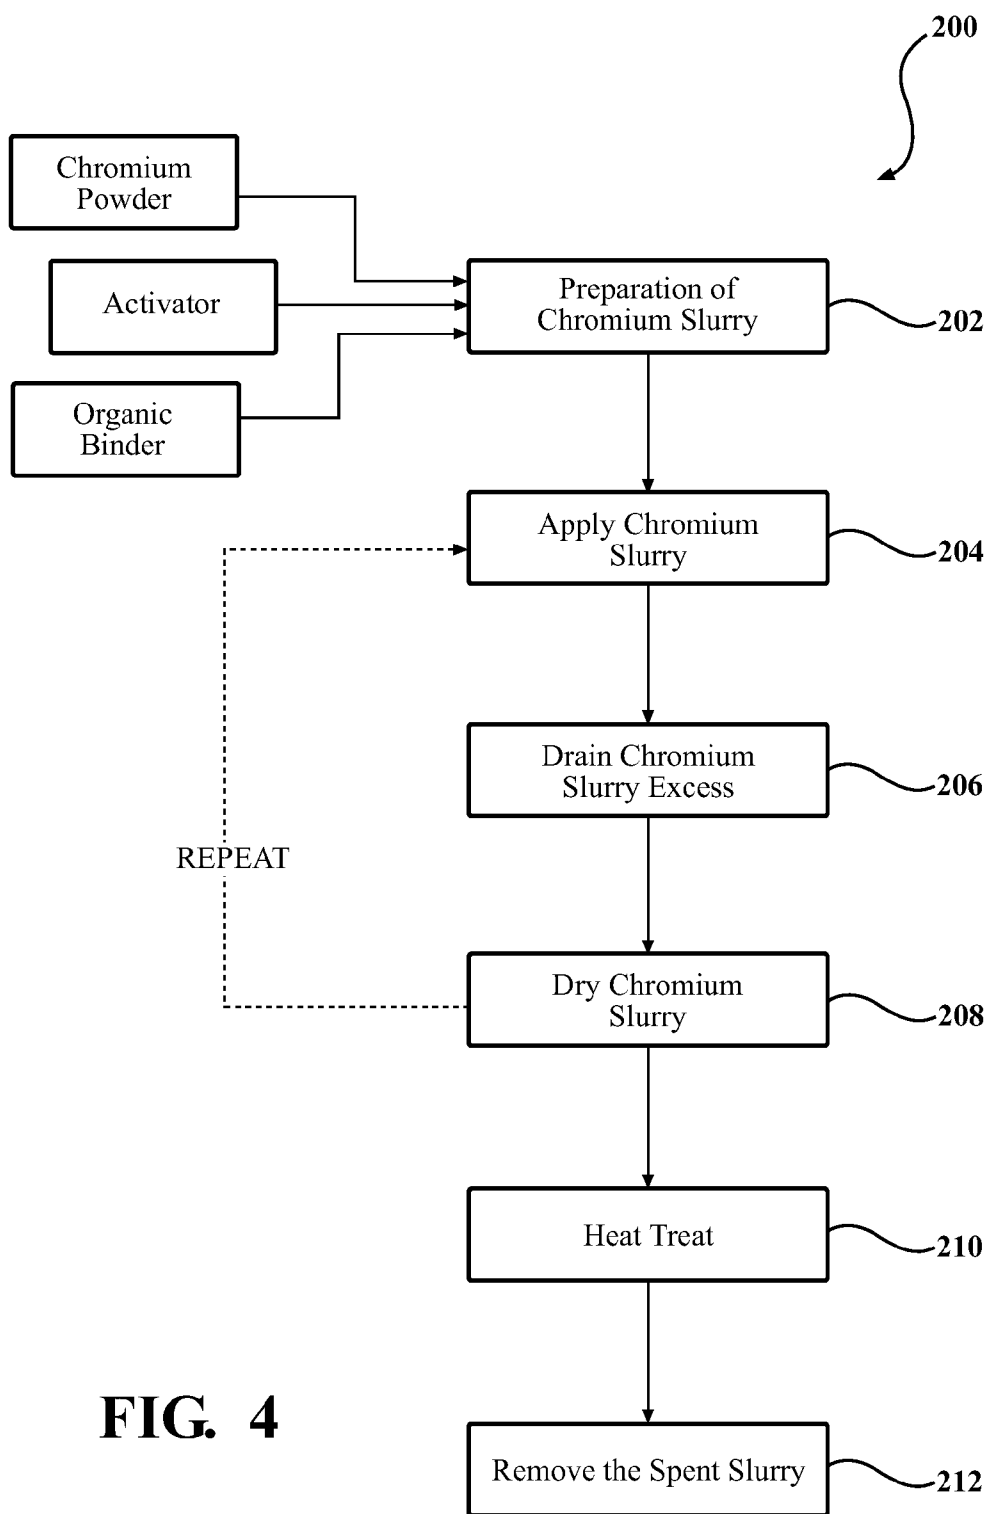 200
Chromium
Powder
Activator
Organic
Binder
Preparation of
Chromium Slurry
202
Apply Chromium
Slurry
204
Drain Chromium
Slurry Excess
206
REPEAT
Dry Chromium
Slurry
208
Heat Treat
210
FIG. 4
Remove the Spent Slurry
212